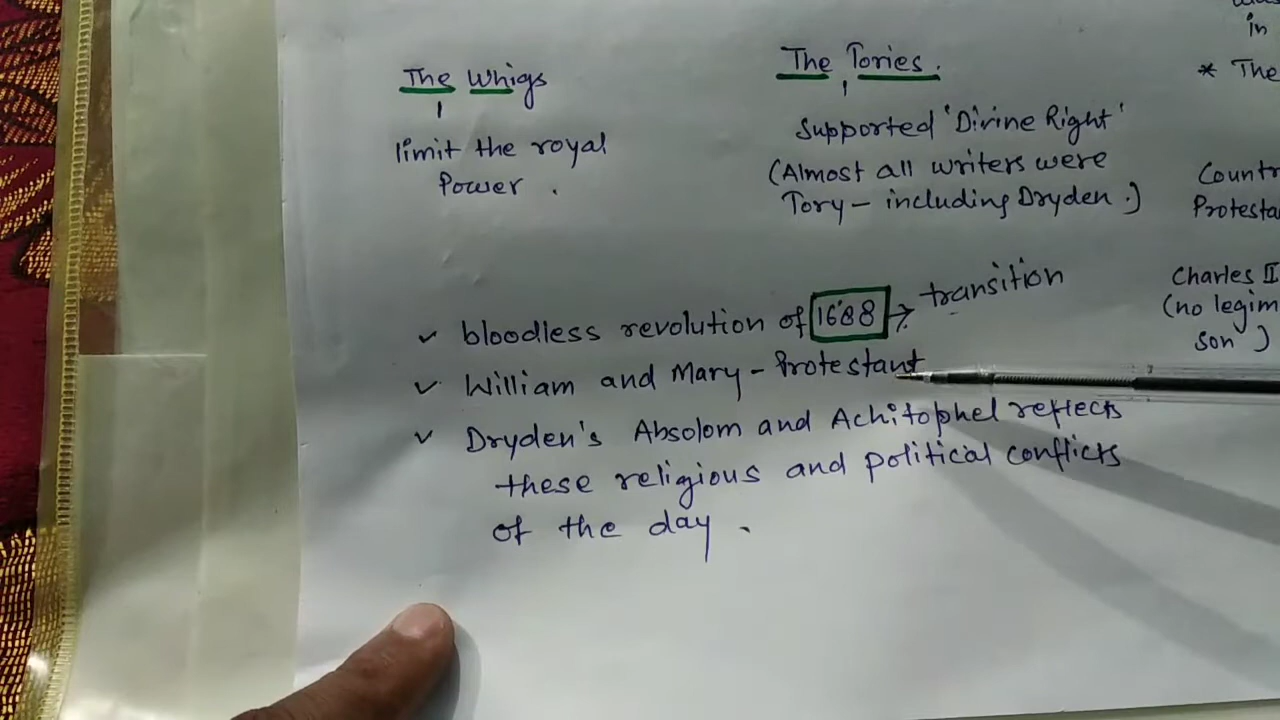 The Whigs
limit the royal
Power .
The Tories .
Supported 'Divine Right'
(Almost all writers were
Tory - including Dryden .)
✓ bloodless revolution of 1688 → transition
✓ William and Mary - Protestant
✓ Dryden's Absolom and Achitophel reflects
these religious and political conflicts
of the day .
in
* The
Countr
Protesta
Charles II
(no legim
son )